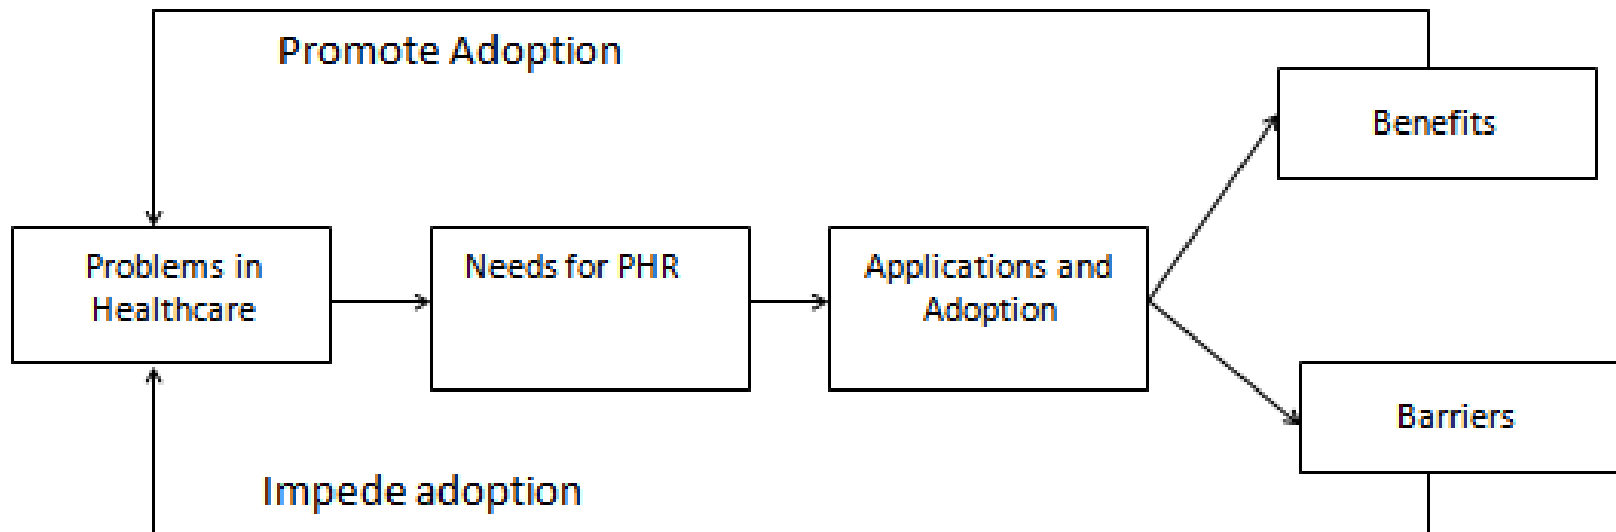 Promote Adoption
Benefits
Problems in
Healthcare
Needs for PHR
Applications and
Adoption
Barriers
Impede adoption